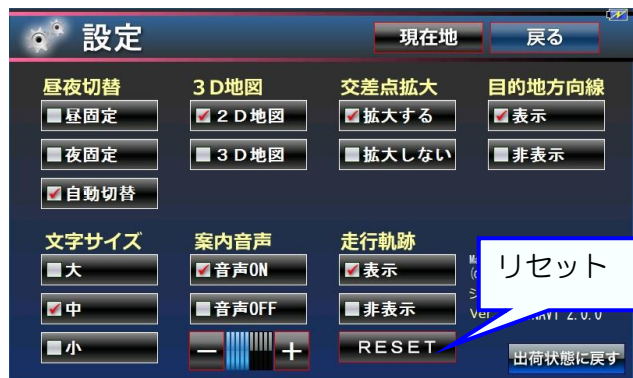 設定
現在地
戻る
昼夜切替
3D地図
交差点拡大
目的地方向線
昼固定
2D地図
拡大する
表示
夜固定
3D地図
拡大しない
非表示
自動切替
文字サイズ
案内音声
走行軌跡
大
音声ON
表示
リセット
中
音声OFF
非表示
2.0.0
小
RESET
出荷状態に戻す